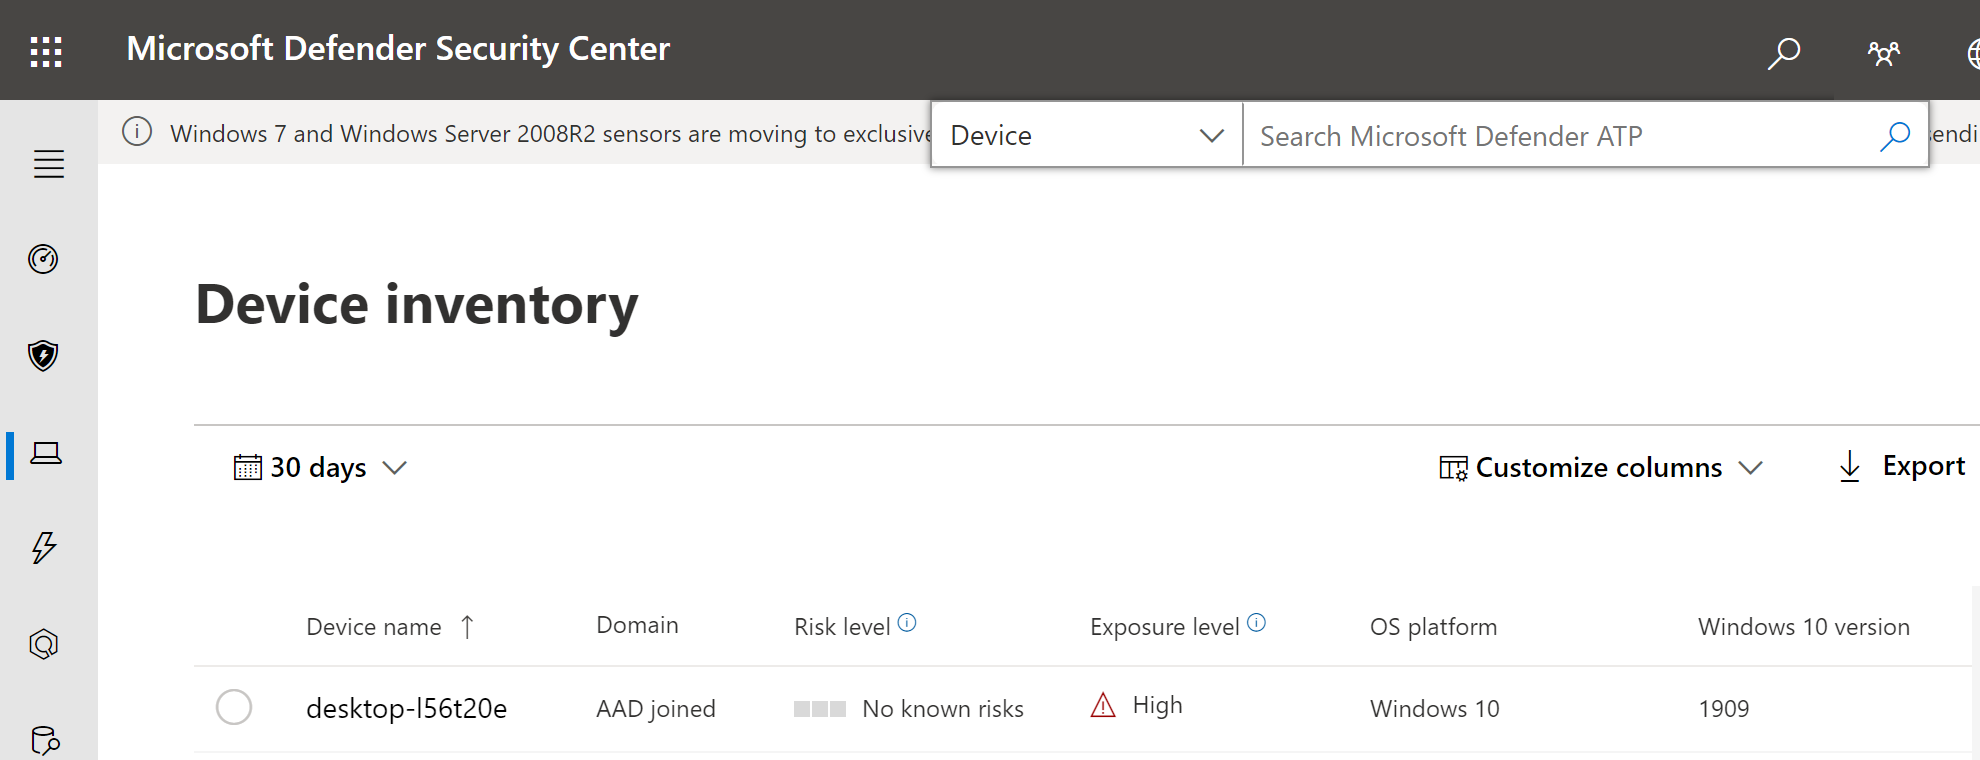 Microsoft Defender Security Center
Windows 7 and Windows Server 2008R2 sensors are moving to
Device
Search Microsoft Defender ATP
Device inventory
30 days
Customize columns
Export
Device name Domain Risk level Exposure level OS platform Windows 10 version
desktop-l56t20e AAD joined No known risks High Windows 10 1909